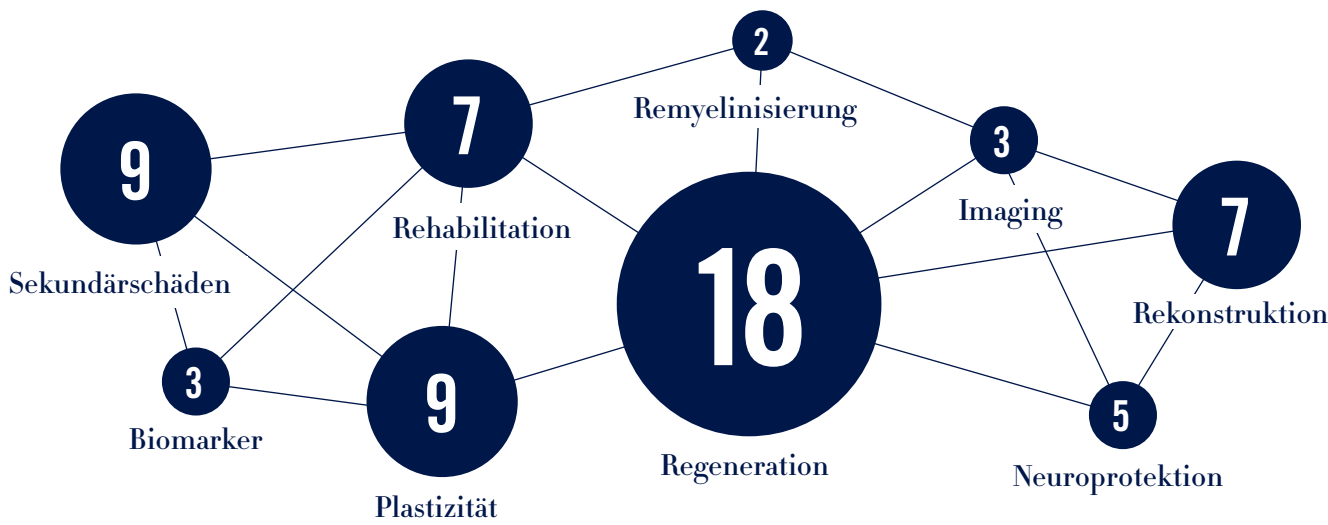 2
Remyelinisierung
7
Rehabilitation
9
Sekundärschäden
3
Imaging
7
Rekonstruktion
18
Regeneration
3
Biomarker
9
Plastizität
5
Neuroprotektion